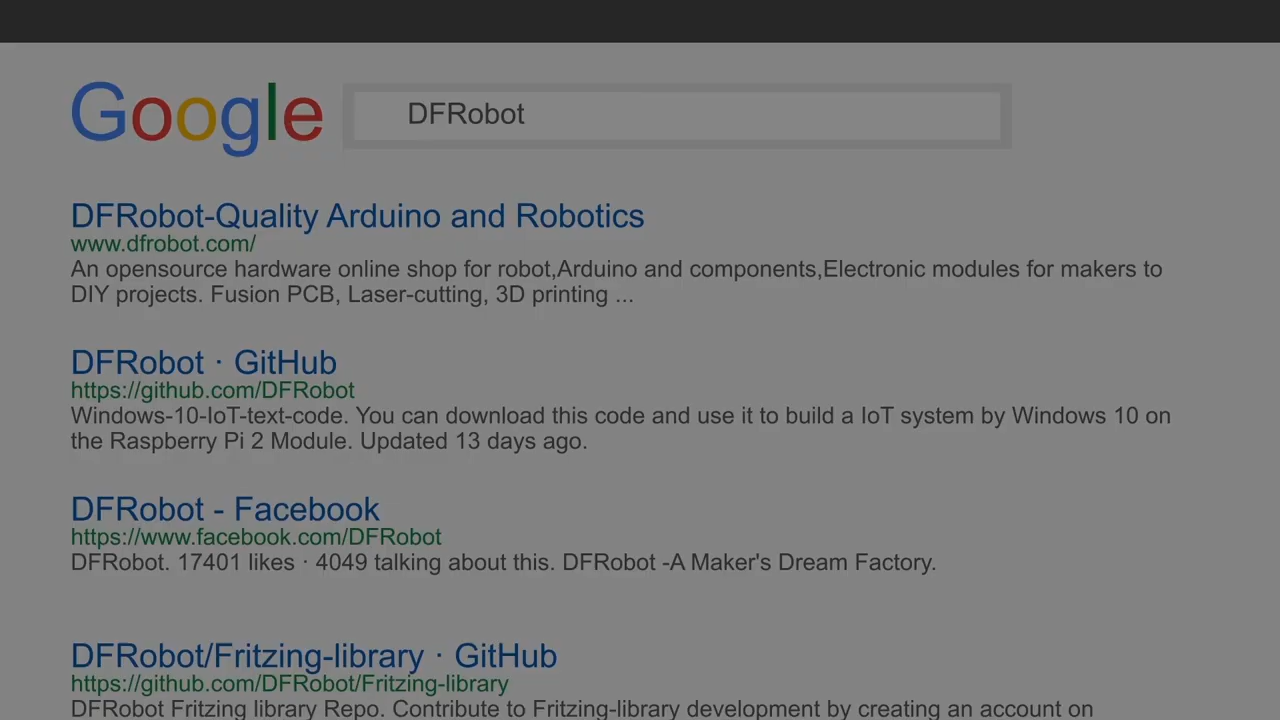 Google DFRobot
DFRobot-Quality Arduino and Robotics
www.dfrobot.com/
An opensource hardware online shop for robot,Arduino and components,Electronic modules for makers to
DIY projects. Fusion PCB, Laser-cutting, 3D printing ...
DFRobot · GitHub
https://github.com/DFRobot
Windows-10-IoT-text-code. You can download this code and use it to build a IoT system by Windows 10 on
the Raspberry Pi 2 Module. Updated 13 days ago.
DFRobot - Facebook
https://www.facebook.com/DFRobot
DFRobot. 17401 likes · 4049 talking about this. DFRobot -A Maker's Dream Factory.
DFRobot/Fritzing-library · GitHub
https://github.com/DFRobot/Fritzing-library
DFRobot Fritzing library Repo. Contribute to Fritzing-library development by creating an account on